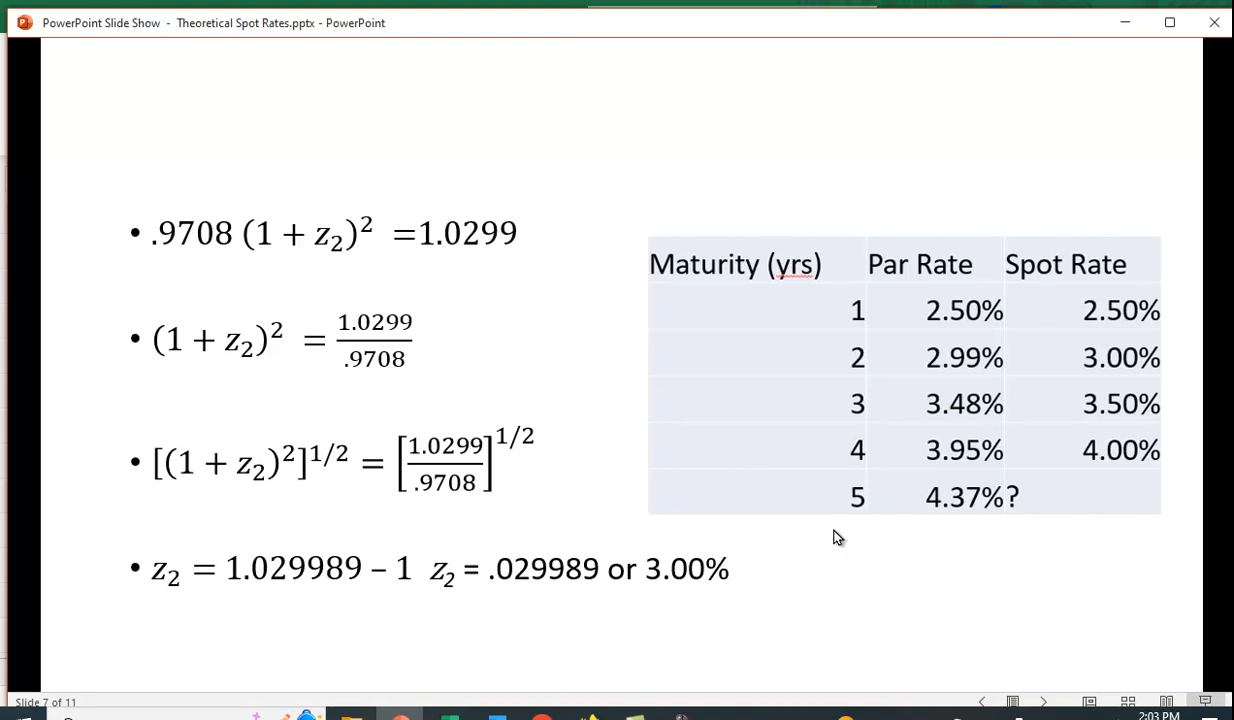 PowerPoint Slide Show - Theoretical Spot Rates.pptx - PowerPoint
• .9708 (1 + z₂)² =1.0299
• (1 + z₂)² = 1.0299/.9708
• [(1 + z₂)²]^1/2 = [1.0299/.9708]^1/2
• z₂ = 1.029989 – 1 z₂ = .029989 or 3.00%
Maturity (yrs) Par Rate Spot Rate
1 2.50% 2.50%
2 2.99% 3.00%
3 3.48% 3.50%
4 3.95% 4.00%
5 4.37% ?
Slide 7 of 11
2:03 PM